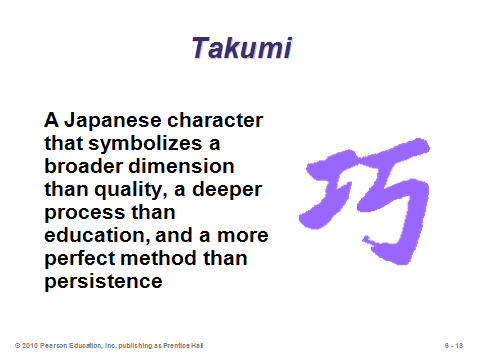 Takumi
A Japanese character
that symbolizes a
broader dimension
than quality, a deeper
process than
education, and a more
perfect method than
persistence
巧
© 2010 Pearson Education, Inc. publishing as Prentice Hall
6 - 18